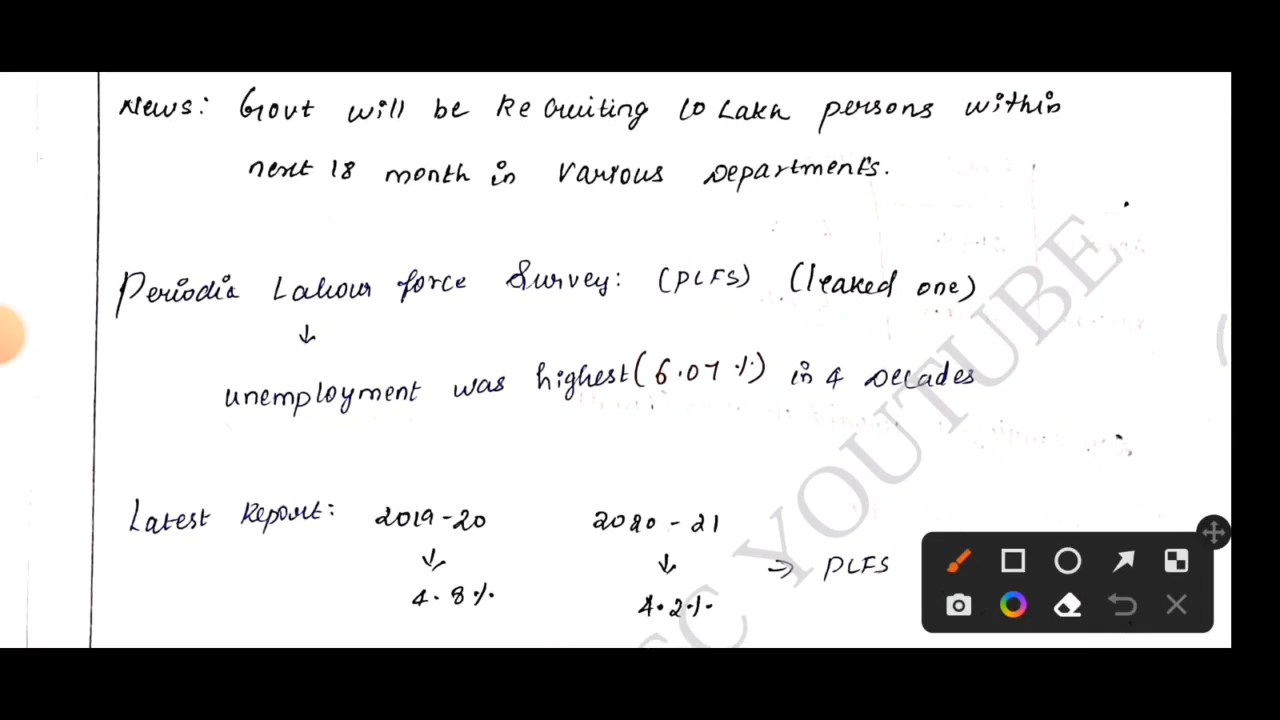 News: Govt will be Recruiting 10 Lakh persons within
next 18 month in various Departments.
Periodic Labour force Survey: (PLFS) (leaked one)
↓
unemployment was highest (6.07%) in 4 Decades
Latest Report: 2019-20 2020-21
↓ ↓ ⇒ PLFS
4.8% 4.2%
SC YOUTUBE